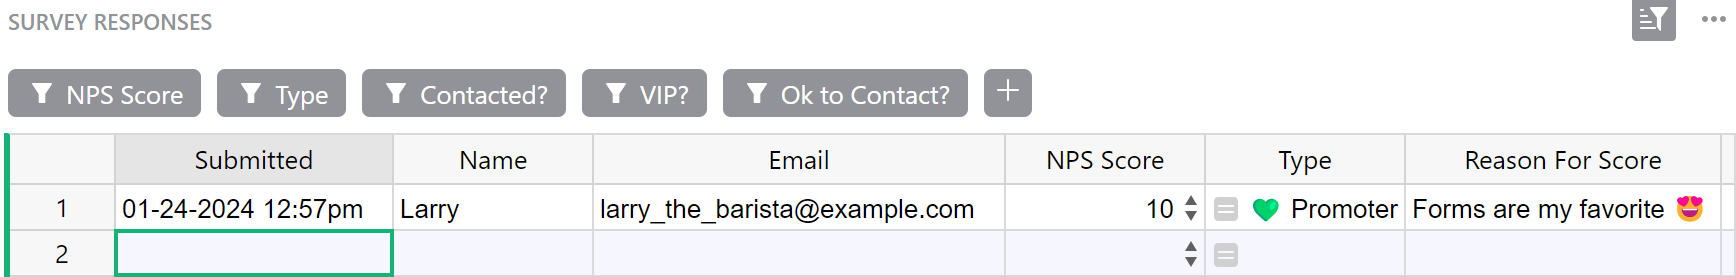 SURVEY RESPONSES
NPS Score Type Contacted? VIP? Ok to Contact?
Submitted Name Email NPS Score Type Reason For Score
1 01-24-2024 12:57pm Larry larry_the_barista@example.com 10 💚 Promoter Forms are my favorite 😍
2